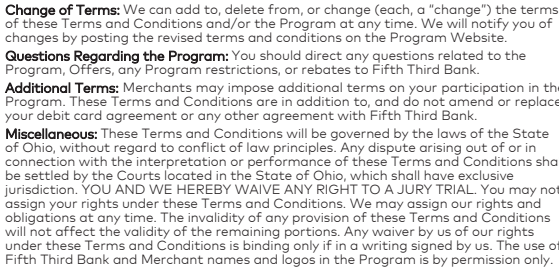 Change of Terms: We can add to, delete from, or change (each, a “change”) the terms
of these Terms and Conditions and/or the Program at any time. We will notify you of
changes by posting the revised terms and conditions on the Program Website.
Questions Regarding the Program: You should direct any questions related to the
Program, Offers, any Program restrictions, or rebates to Fifth Third Bank.
Additional Terms: Merchants may impose additional terms on your participation in the
Program. These Terms and Conditions are in addition to, and do not amend or replace
your debit card agreement or any other agreement with Fifth Third Bank.
Miscellaneous: These Terms and Conditions will be governed by the laws of the State
of Ohio, without regard to conflict of law principles. Any dispute arising out of or in
connection with the interpretation or performance of these Terms and Conditions sha
be settled by the Courts located in the State of Ohio, which shall have exclusive
jurisdiction. YOU AND WE HEREBY WAIVE ANY RIGHT TO A JURY TRIAL. You may not
assign your rights under these Terms and Conditions. We may assign our rights and
obligations at any time. The invalidity of any provision of these Terms and Conditions
will not affect the validity of the remaining portions. Any waiver by us of our rights
under these Terms and Conditions is binding only if in a writing signed by us. The use of
Fifth Third Bank and Merchant names and logos in the Program is by permission only.